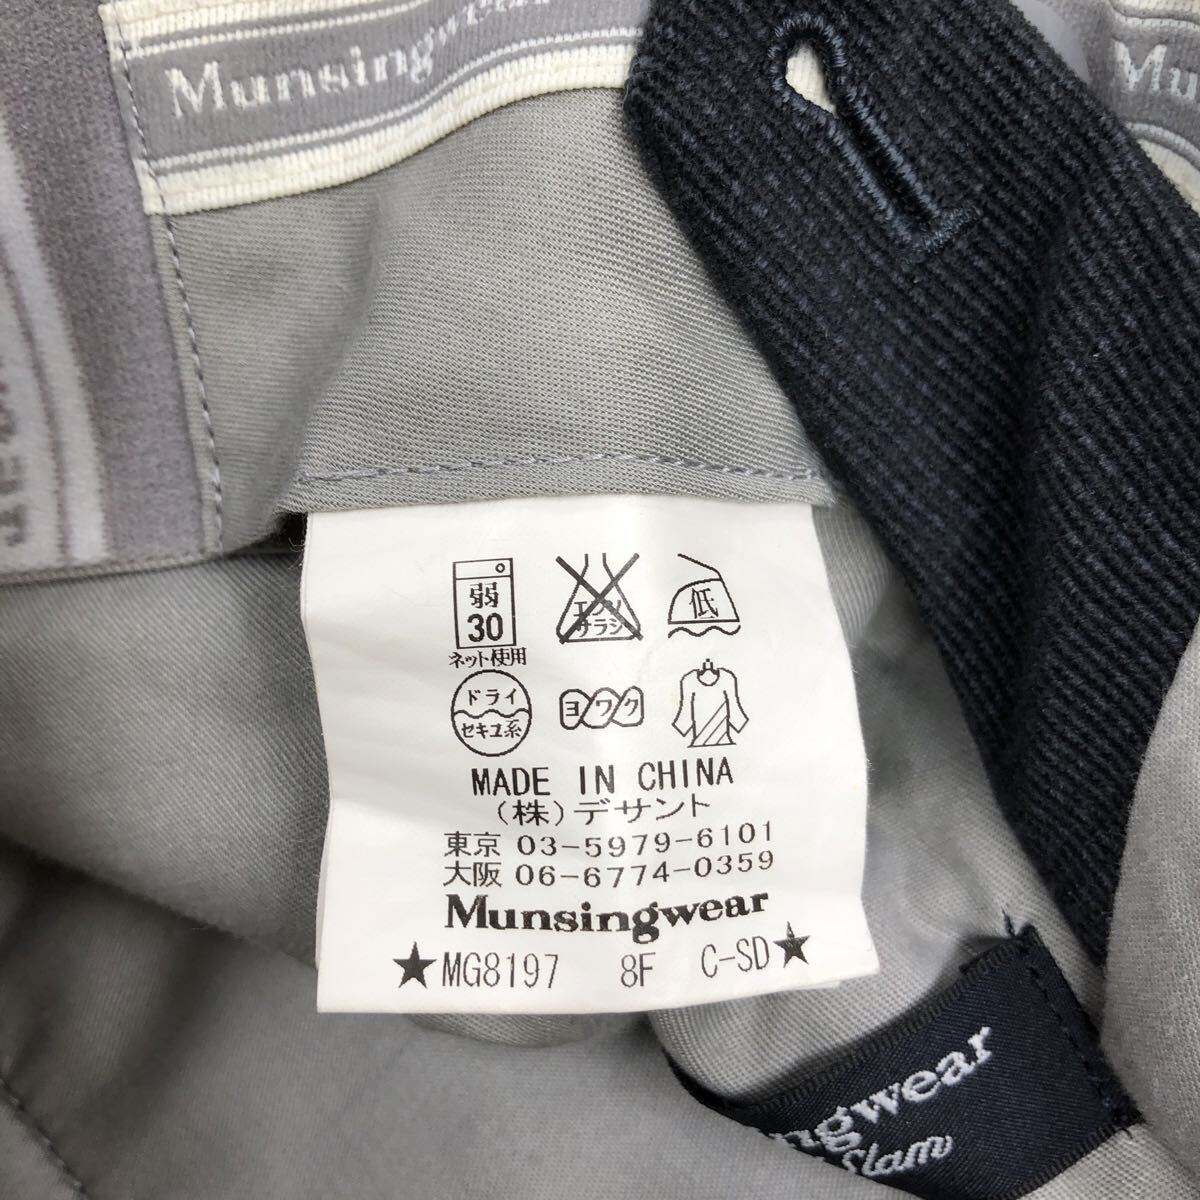 Munsingwear
Mu
弱
30
ネット使用
エンソ
サラシ
低
ドライ
セキユ系
ヨワク
MADE IN CHINA
(株)デサント
東京 03-5979-6101
大阪 06-6774-0359
Munsingwear
★MG8197 8F C-SD★
ngwear
Slam